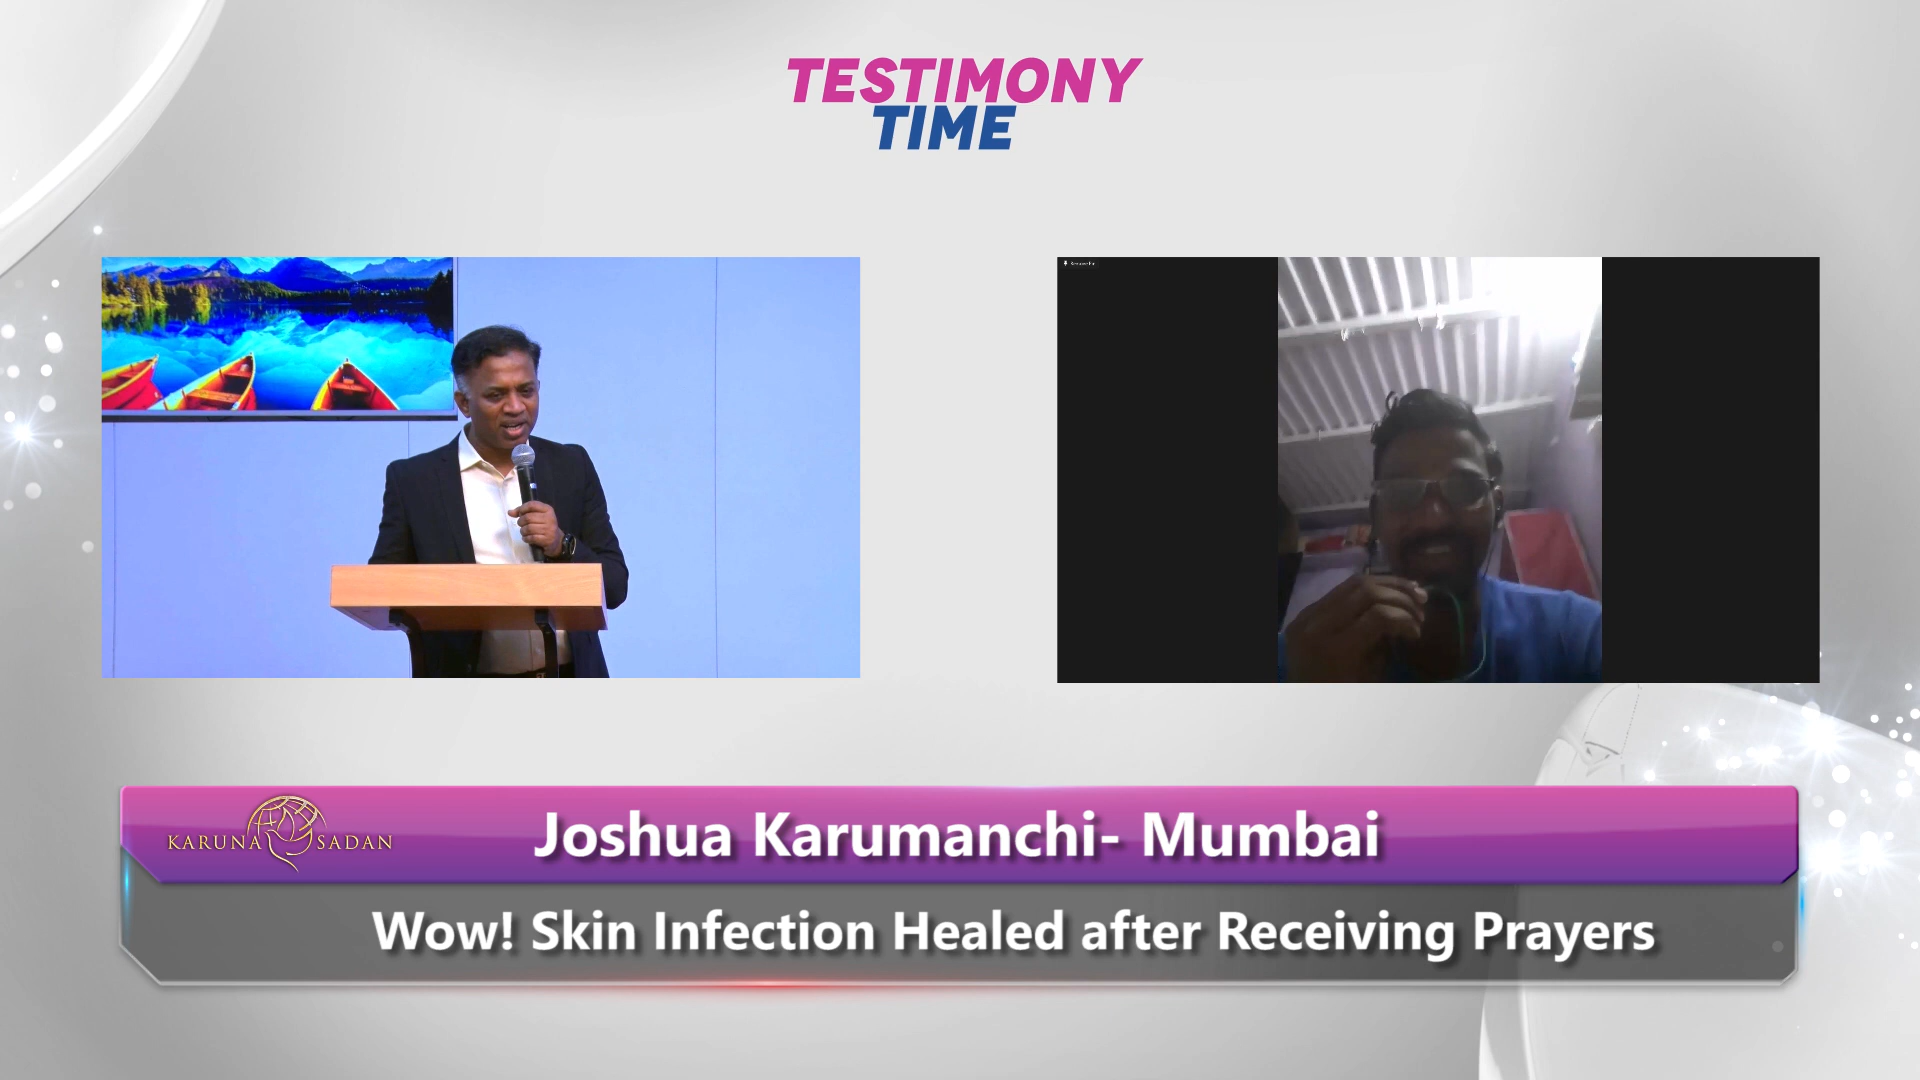 TESTIMONY
TIME
KARUNA SADAN
Joshua Karumanchi- Mumbai
Wow! Skin Infection Healed after Receiving Prayers